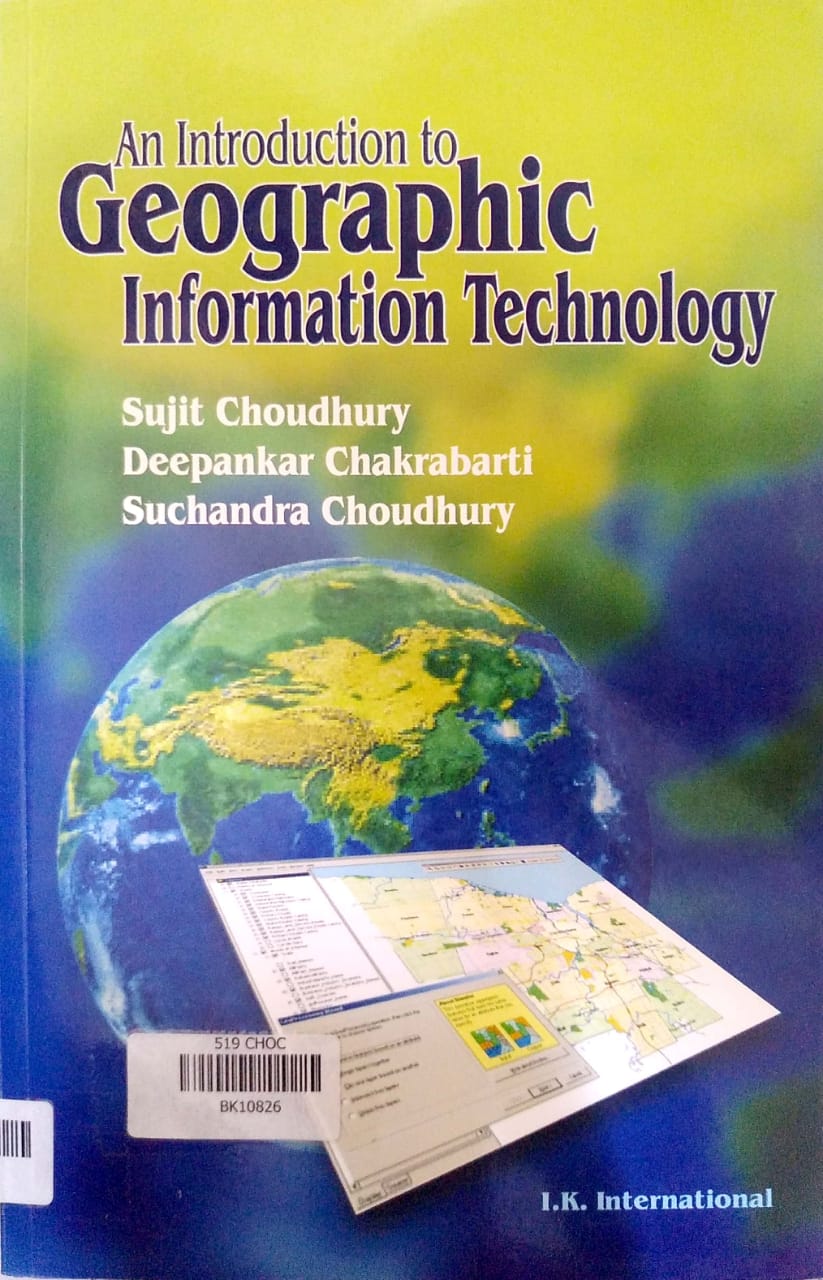 An Introduction to
Geographic
Information Technology
Sujit Choudhury
Deepankar Chakrabarti
Suchandra Choudhury
519 CHOC
BK10826
I.K. International